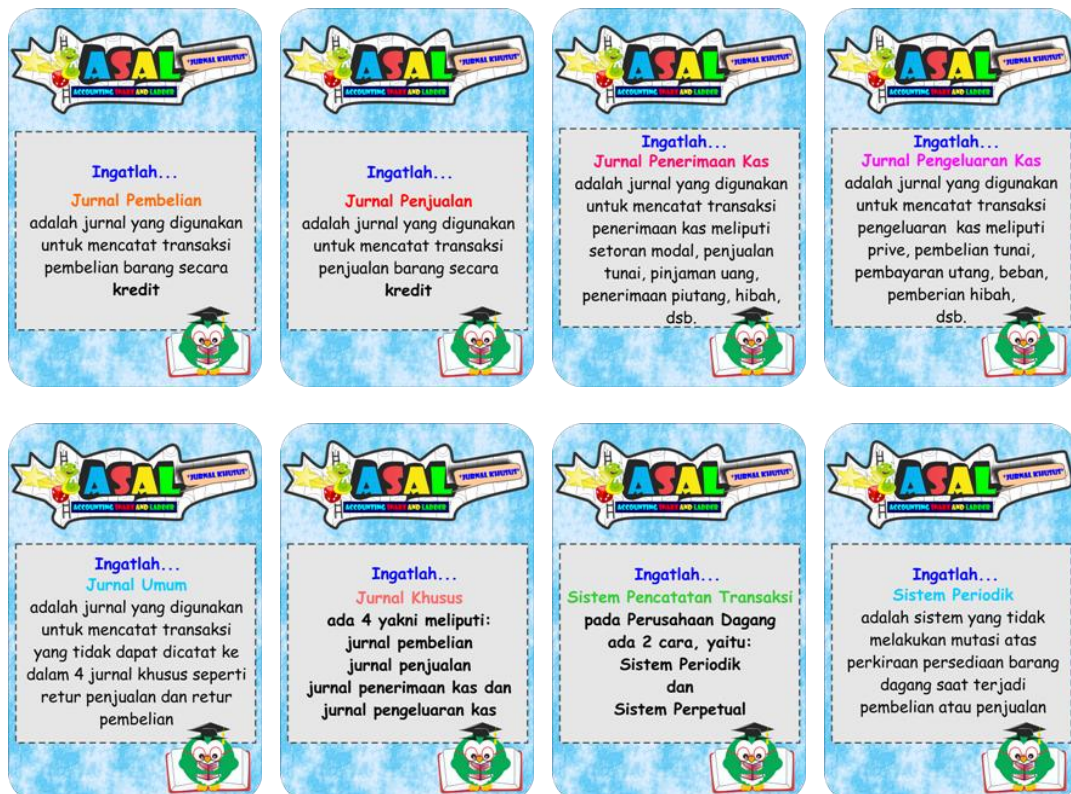 ASAL
"JURNAL KHUSUS"
ACCOUNTING SNAKE AND LADDER
Ingatlah...
Jurnal Pembelian
adalah jurnal yang digunakan
untuk mencatat transaksi
pembelian barang secara
kredit
ASAL
"JURNAL KHUSUS"
ACCOUNTING SNAKE AND LADDER
Ingatlah...
Jurnal Penjualan
adalah jurnal yang digunakan
untuk mencatat transaksi
penjualan barang secara
kredit
ASAL
"JURNAL KHUSUS"
ACCOUNTING SNAKE AND LADDER
Ingatlah...
Jurnal Penerimaan Kas
adalah jurnal yang digunakan
untuk mencatat transaksi
penerimaan kas meliputi
setoran modal, penjualan
tunai, pinjaman uang,
penerimaan piutang, hibah,
dsb.
ASAL
"JURNAL KHUSUS"
ACCOUNTING SNAKE AND LADDER
Ingatlah...
Jurnal Pengeluaran Kas
adalah jurnal yang digunakan
untuk mencatat transaksi
pengeluaran kas meliputi
prive, pembelian tunai,
pembayaran utang, beban,
pemberian hibah,
dsb.
ASAL
"JURNAL KHUSUS"
ACCOUNTING SNAKE AND LADDER
Ingatlah...
Jurnal Umum
adalah jurnal yang digunakan
untuk mencatat transaksi
yang tidak dapat dicatat ke
dalam 4 jurnal khusus seperti
retur penjualan dan retur
pembelian
ASAL
"JURNAL KHUSUS"
ACCOUNTING SNAKE AND LADDER
Ingatlah...
Jurnal Khusus
ada 4 yakni meliputi:
jurnal pembelian
jurnal penjualan
jurnal penerimaan kas dan
jurnal pengeluaran kas
ASAL
"JURNAL KHUSUS"
ACCOUNTING SNAKE AND LADDER
Ingatlah...
Sistem Pencatatan Transaksi
pada Perusahaan Dagang
ada 2 cara, yaitu:
Sistem Periodik
dan
Sistem Perpetual
ASAL
"JURNAL KHUSUS"
ACCOUNTING SNAKE AND LADDER
Ingatlah...
Sistem Periodik
adalah sistem yang tidak
melakukan mutasi atas
perkiraan persediaan barang
dagang saat terjadi
pembelian atau penjualan